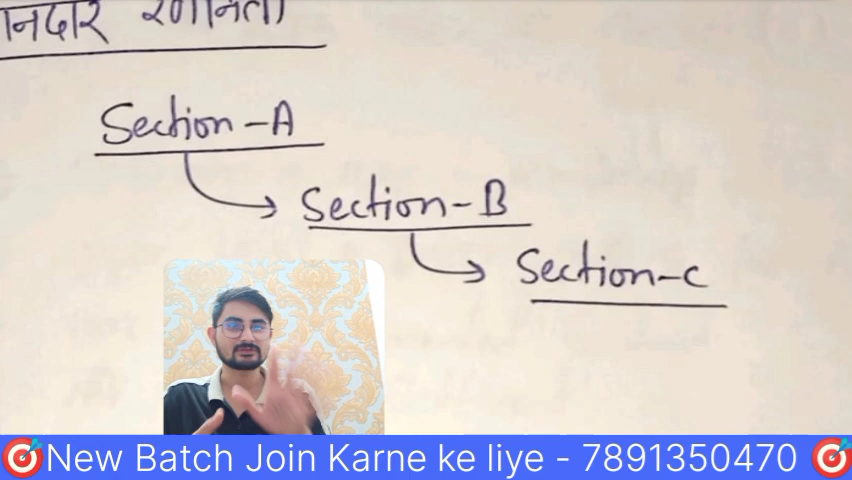 Section-A
Section-B
Section-C
🎯New Batch Join Karne ke liye - 7891350470 🎯